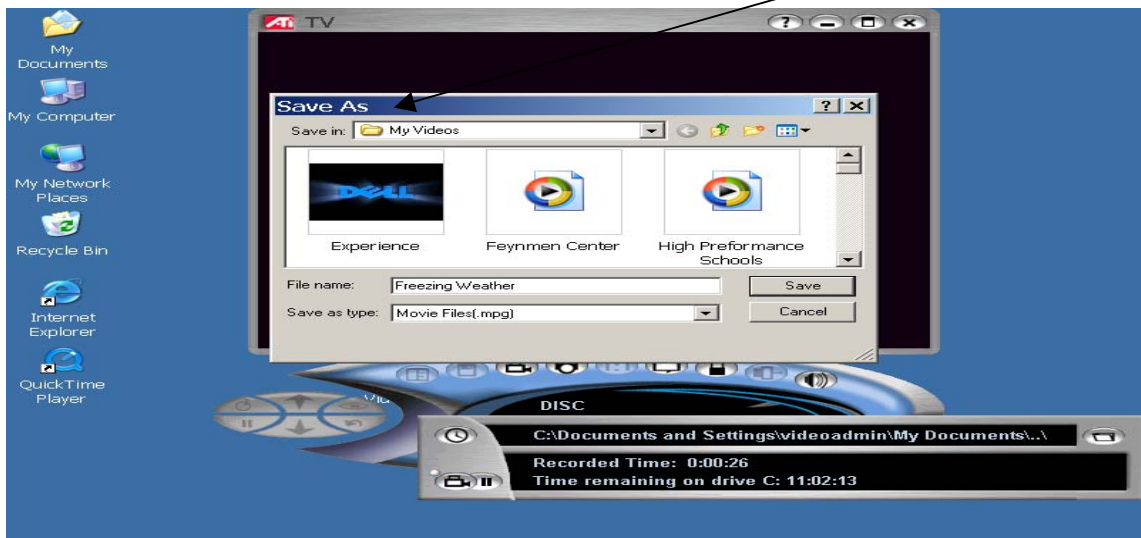 My
Documents
My Computer
My Network
Places
Recycle Bin
Internet
Explorer
QuickTime
Player
ATI TV
Save As
Save in: My Videos
DELL
Experience
Feynmen Center
High Preformance
Schools
File name: Freezing Weather
Save
Save as type: Movie Files(.mpg)
Cancel
DISC
C:\Documents and Settings\videoadmin\My Documents\..\
Recorded Time: 0:00:26
Time remaining on drive C: 11:02:13